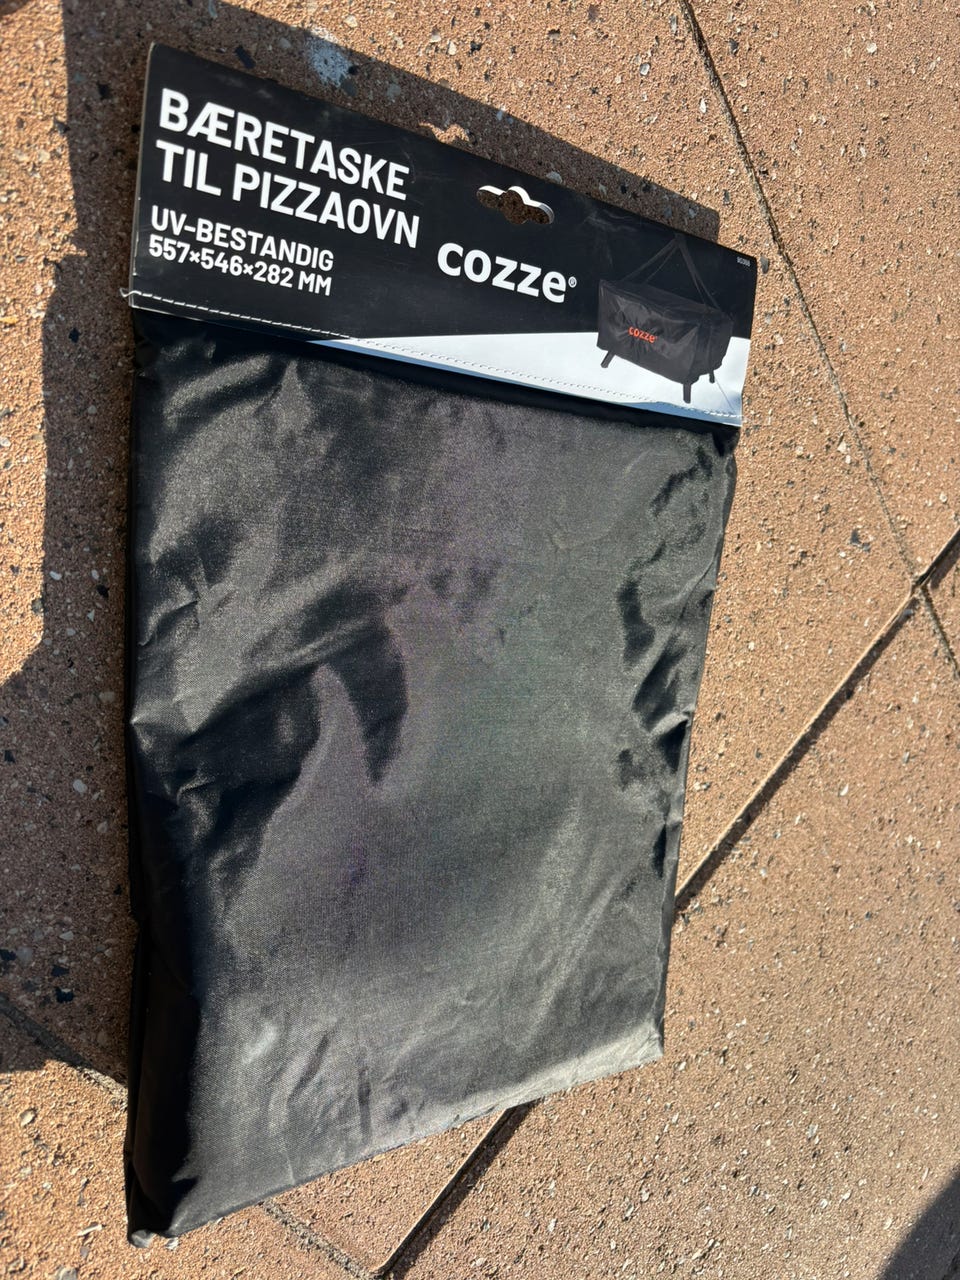 BÆRETASKE
TIL PIZZAOVN
UV-BESTANDIG
557×546×282 MM
cozze®
cozze®